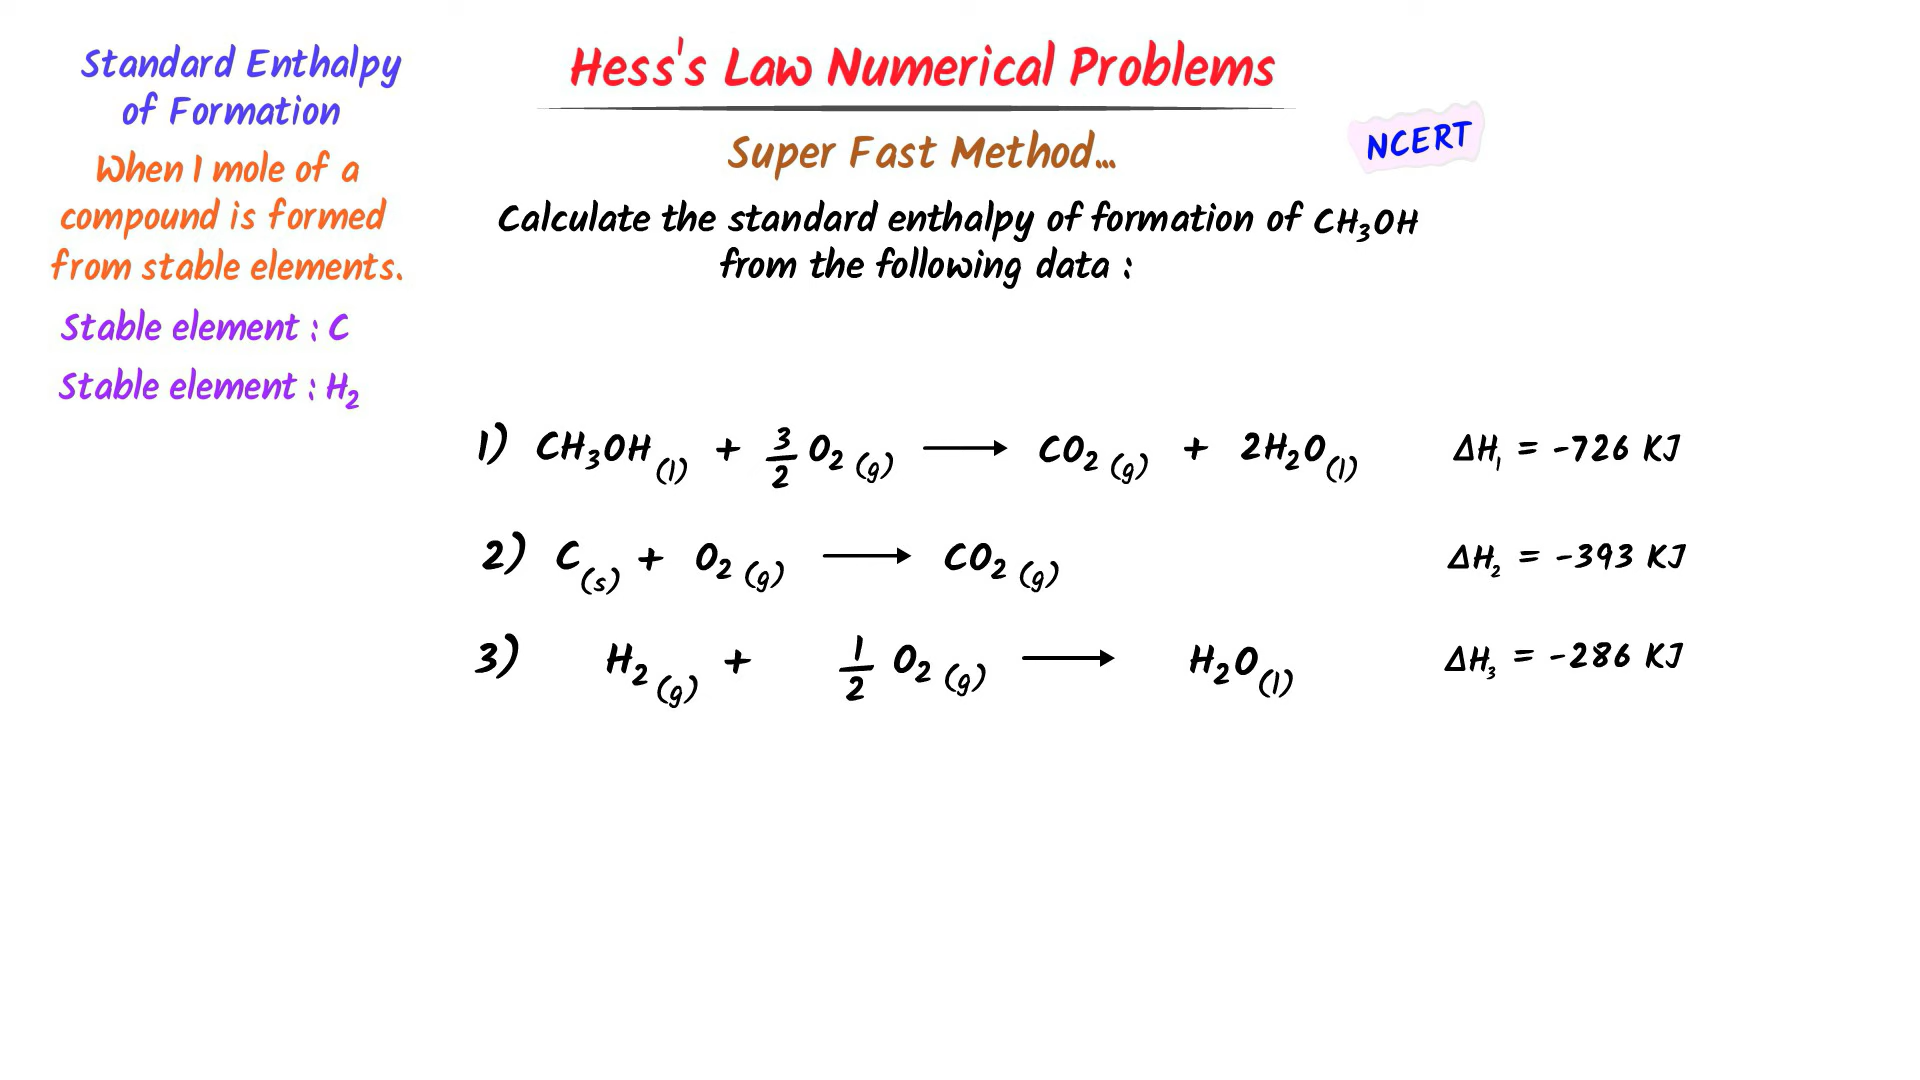 Standard Enthalpy
of Formation
When 1 mole of a
compound is formed
from stable elements.
Stable element : C
Stable element : H₂
Hess's Law Numerical Problems
Super Fast Method...
NCERT
Calculate the standard enthalpy of formation of CH₃OH
from the following data :
1) CH₃OH (l) + 3/2 O₂ (g) ⟶ CO₂ (g) + 2H₂O (l) ΔH₁ = -726 KJ
2) C (s) + O₂ (g) ⟶ CO₂ (g) ΔH₂ = -393 KJ
3) H₂ (g) + 1/2 O₂ (g) ⟶ H₂O (l) ΔH₃ = -286 KJ